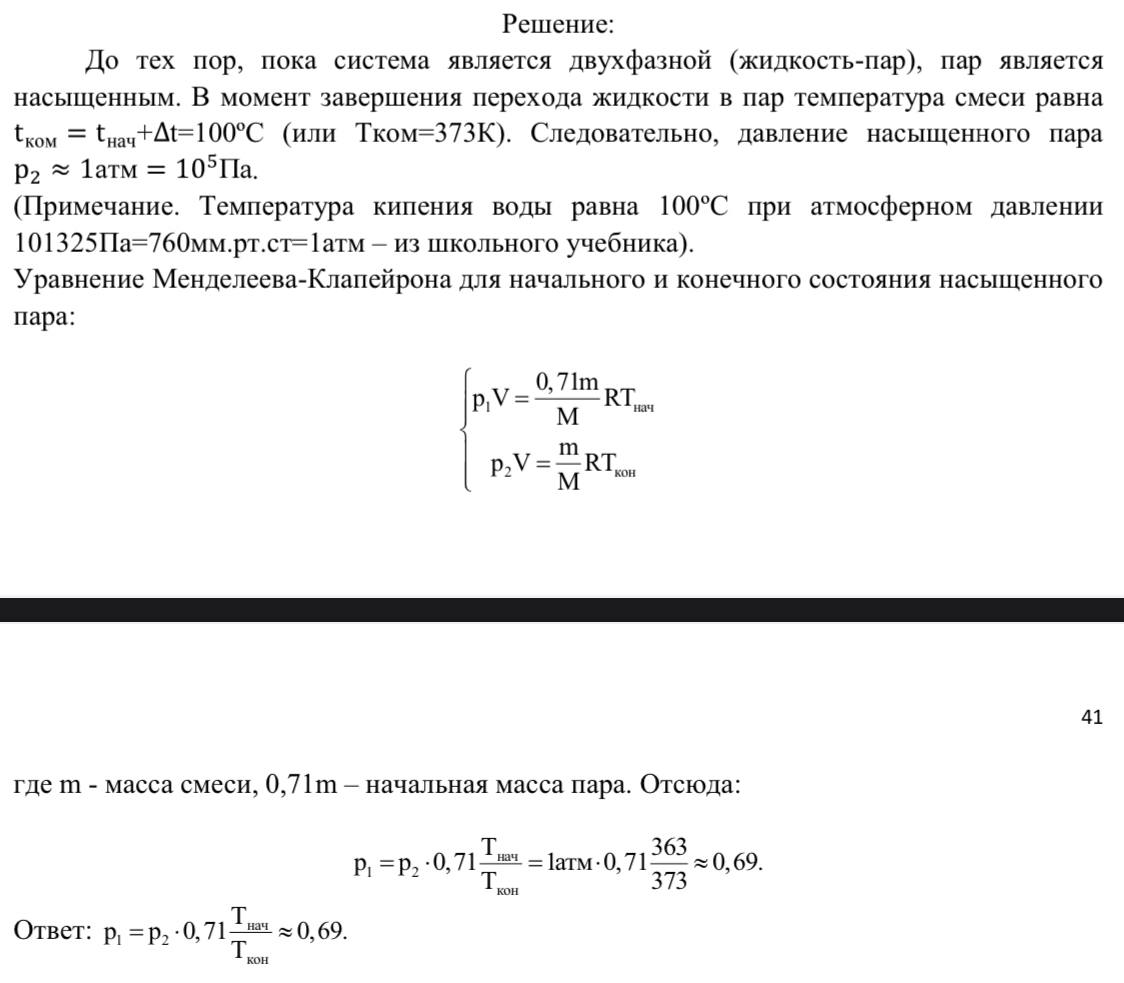 Решение:
До тех пор, пока система является двухфазной (жидкость-пар), пар является
насыщенным. В момент завершения перехода жидкости в пар температура смеси равна
tком = tнач+Δt=100ºC (или Tком=373К). Следовательно, давление насыщенного пара
p₂ ≈ 1атм = 10⁵Па.
(Примечание. Температура кипения воды равна 100ºC при атмосферном давлении
101325Па=760мм.рт.ст=1атм – из школьного учебника).
Уравнение Менделеева-Клапейрона для начального и конечного состояния насыщенного
пара:
p₁V = 0,71m/M RTнач
p₂V = m/M RTкон
41
где m - масса смеси, 0,71m – начальная масса пара. Отсюда:
p₁ = p₂ · 0,71 Tнач/Tкон = 1атм · 0,71 363/373 ≈ 0,69.
Ответ: p₁ = p₂ · 0,71 Tнач/Tкон ≈ 0,69.